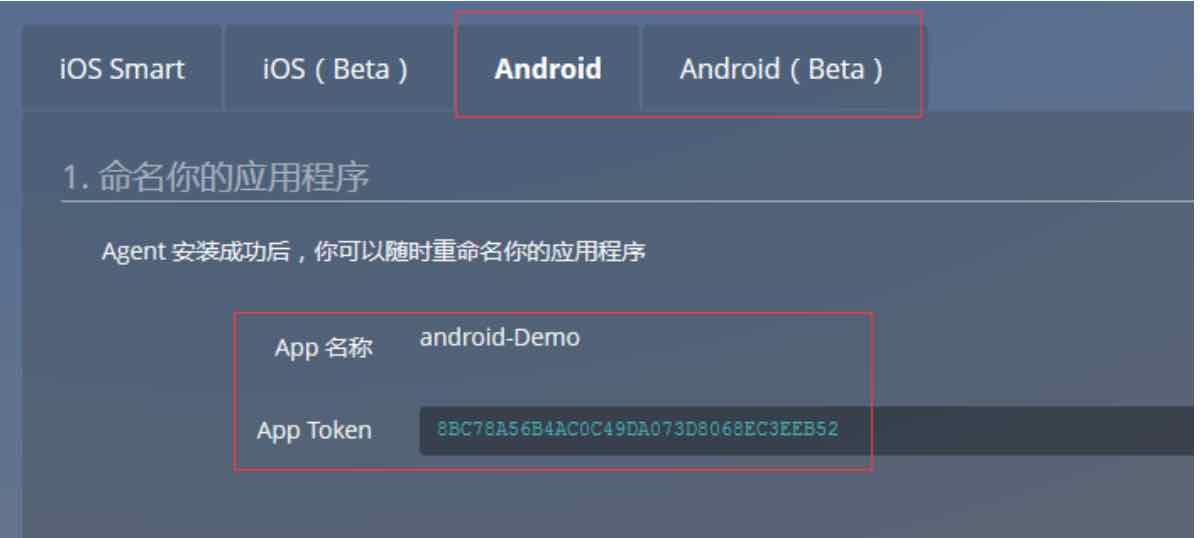 iOS Smart iOS ( Beta ) Android Android ( Beta )
1. 命名你的应用程序
Agent 安装成功后，你可以随时重命名你的应用程序
App 名称 android-Demo
App Token 8BC78A56B4AC0C49DA073D8068EC3EEB52